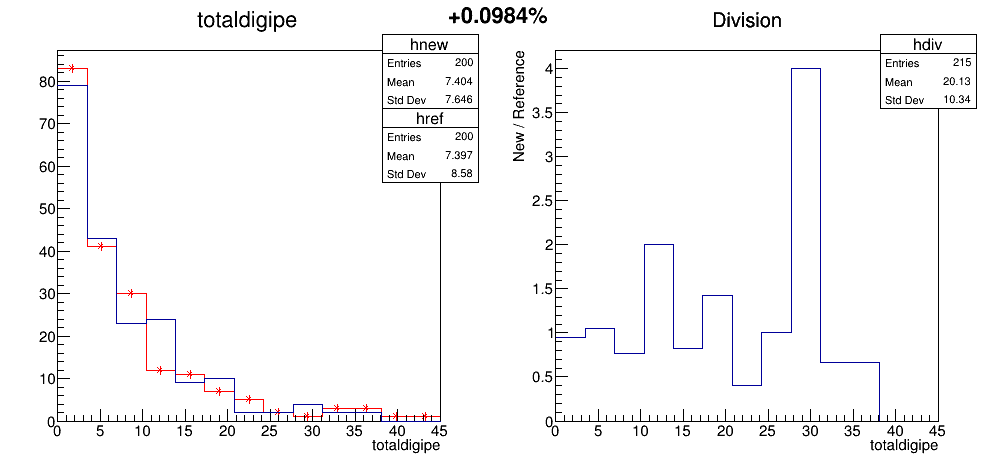 +0.0984%
totaldigipe
hnew
Entries 200
Mean 7.404
Std Dev 7.646
href
Entries 200
Mean 7.397
Std Dev 8.58
80
70
60
50
40
30
20
10
0
0 5 10 15 20 25 30 35 40 45
totaldigipe
Division
hdiv
Entries 215
Mean 20.13
Std Dev 10.34
New / Reference
4
3.5
3
2.5
2
1.5
1
0.5
0
0 5 10 15 20 25 30 35 40 45
totaldigipe